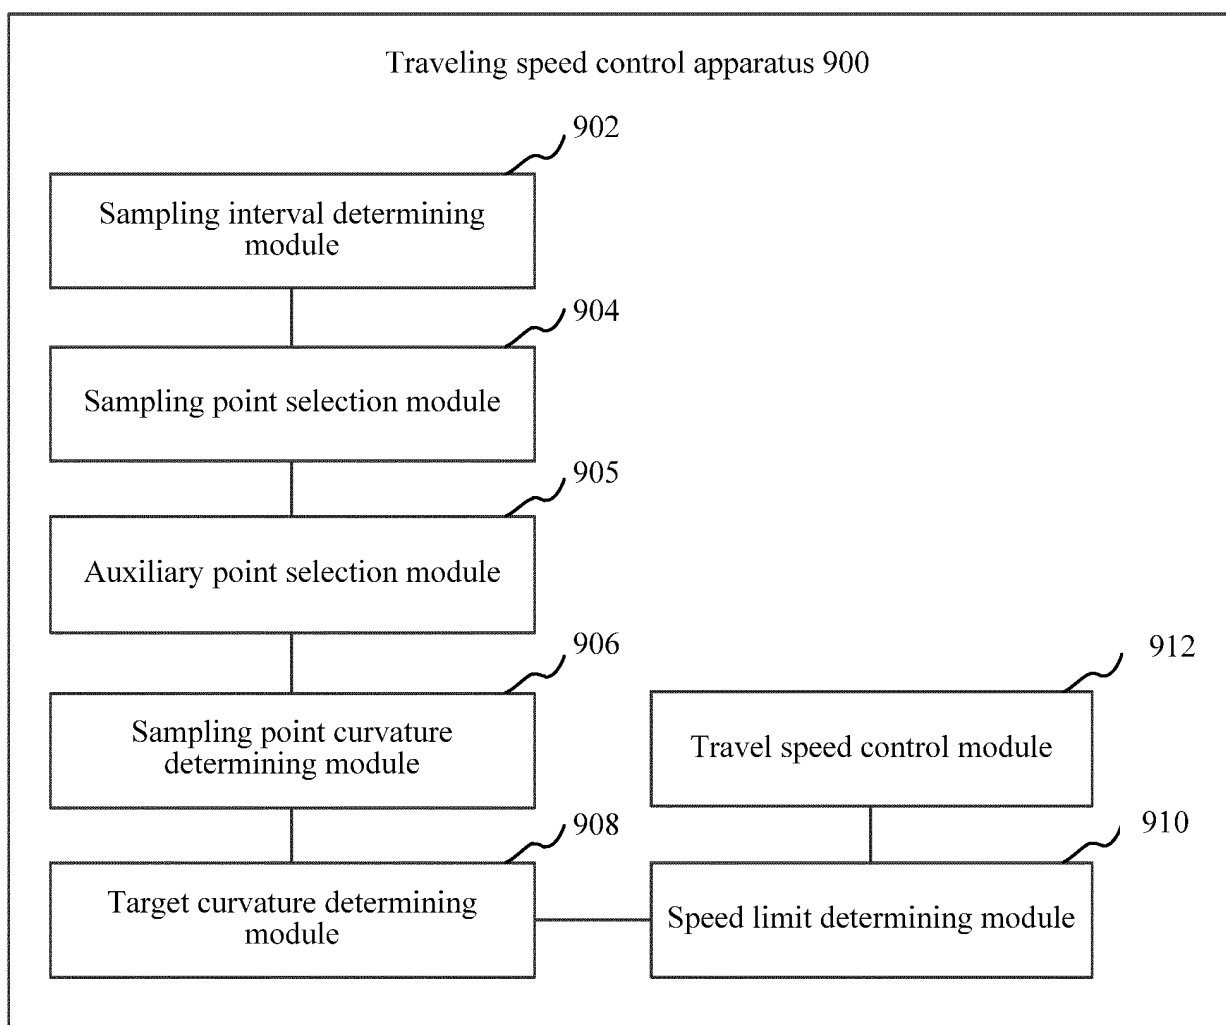 Traveling speed control apparatus 900
902
Sampling interval determining
module
904
Sampling point selection module
905
Auxiliary point selection module
906
Sampling point curvature
determining module
908
Target curvature determining
module
912
Travel speed control module
910
Speed limit determining module